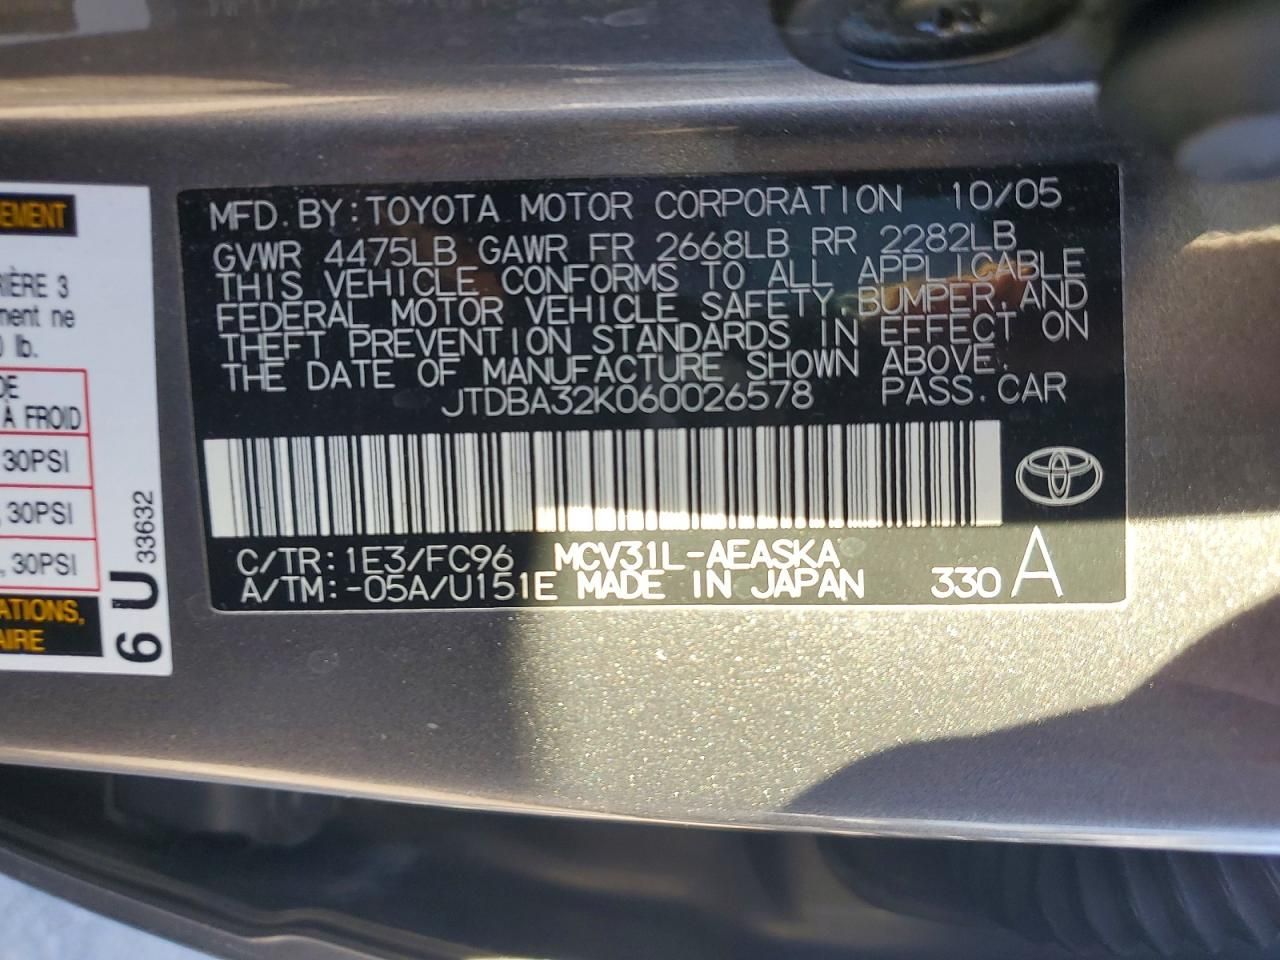 MFD. BY: TOYOTA MOTOR CORPORATION 10/05
GVWR 4475LB GAWR FR 2668LB RR 2282LB
THIS VEHICLE CONFORMS TO ALL APPLICABLE
FEDERAL MOTOR VEHICLE SAFETY, BUMPER, AND
THEFT PREVENTION STANDARDS IN EFFECT ON
THE DATE OF MANUFACTURE SHOWN ABOVE.
JTDBA32K060026578 PASS. CAR
C/TR: 1E3/FC96 MCV31L-AEASKA
A/TM: -05A/U151E MADE IN JAPAN 330 A
EMENT
IÈRE 3
ment ne
lb.
DE
À FROID
30PSI
, 30PSI
, 30PSI
ATIONS,
AIRE
6 U 33632